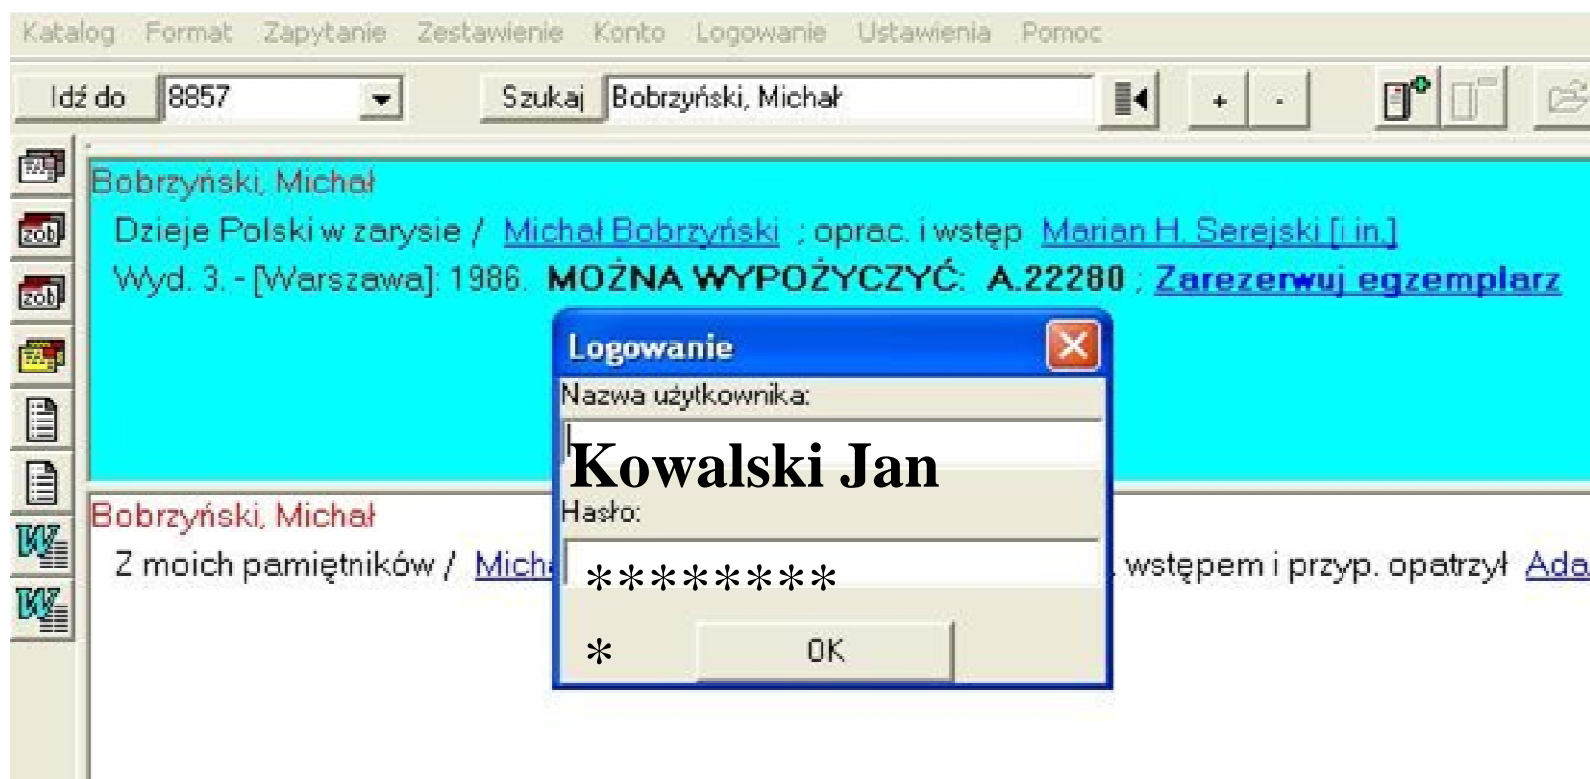 Katalog Format Zapytanie Zestawienie Konto Logowanie Ustawienia Pomoc
Idź do 8857 Szukaj Bobrzyński, Michał + -
Bobrzyński, Michał
Dzieje Polski w zarysie / Michał Bobrzyński ; oprac. i wstęp Marian H. Serejski [i in.]
Wyd. 3. - [Warszawa]: 1986. MOŻNA WYPOŻYCZYĆ: A.22280 ; Zarezerwuj egzemplarz
Logowanie
Nazwa użytkownika:
Kowalski Jan
Hasło:
********
*
OK
Bobrzyński, Michał
Z moich pamiętników / Mich wstępem i przyp. opatrzył Ada
zob
zob